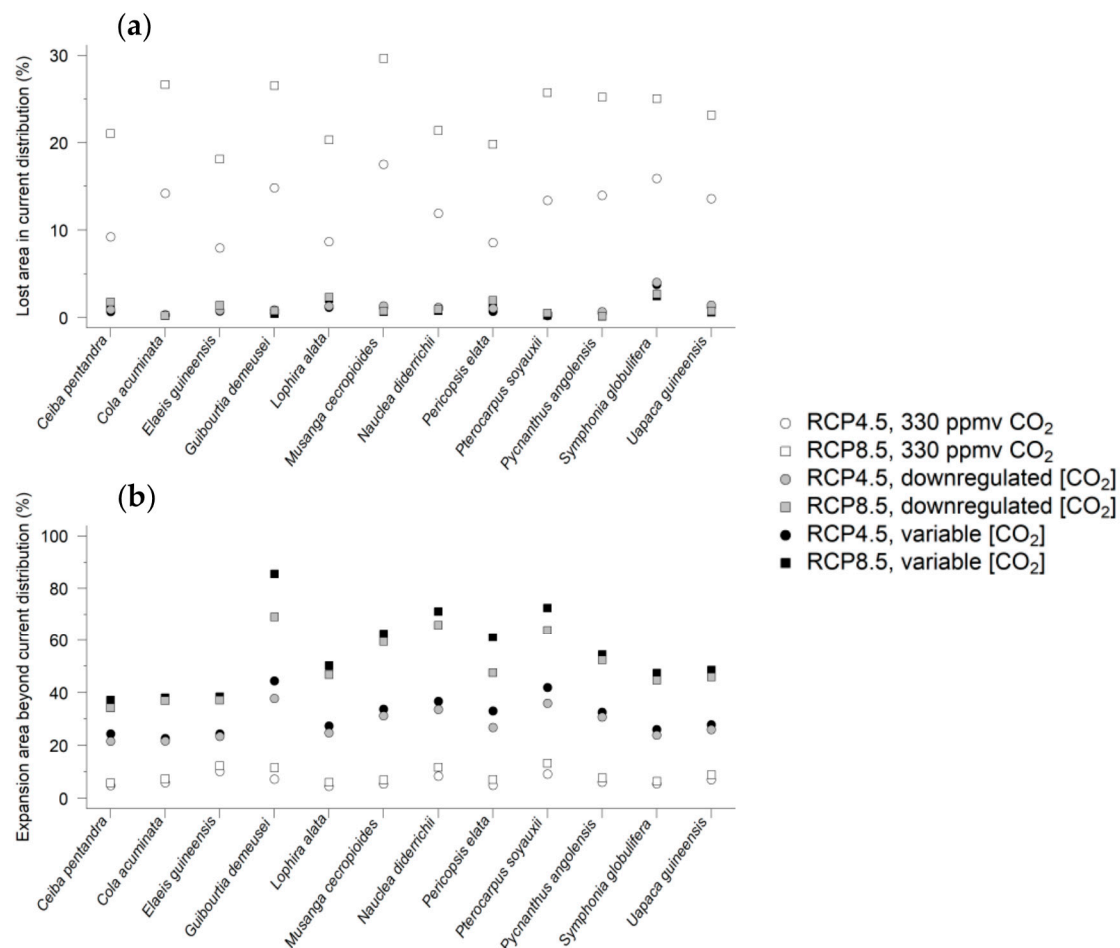 (a)
Lost area in current distribution (%)
30
20
10
0
Ceiba pentandra
Cola acuminata
Elaeis guineensis
Guibourtia demeusei
Lophira alata
Musanga cecropioides
Nauclea diderrichii
Pericopsis elata
Pterocarpus soyauxii
Pycnanthus angolensis
Symphonia globulifera
Uapaca guineensis
RCP4.5, 330 ppmv CO₂
RCP8.5, 330 ppmv CO₂
RCP4.5, downregulated [CO₂]
RCP8.5, downregulated [CO₂]
RCP4.5, variable [CO₂]
RCP8.5, variable [CO₂]
(b)
Expansion area beyond current distribution (%)
100
80
60
40
20
0
Ceiba pentandra
Cola acuminata
Elaeis guineensis
Guibourtia demeusei
Lophira alata
Musanga cecropioides
Nauclea diderrichii
Pericopsis elata
Pterocarpus soyauxii
Pycnanthus angolensis
Symphonia globulifera
Uapaca guineensis